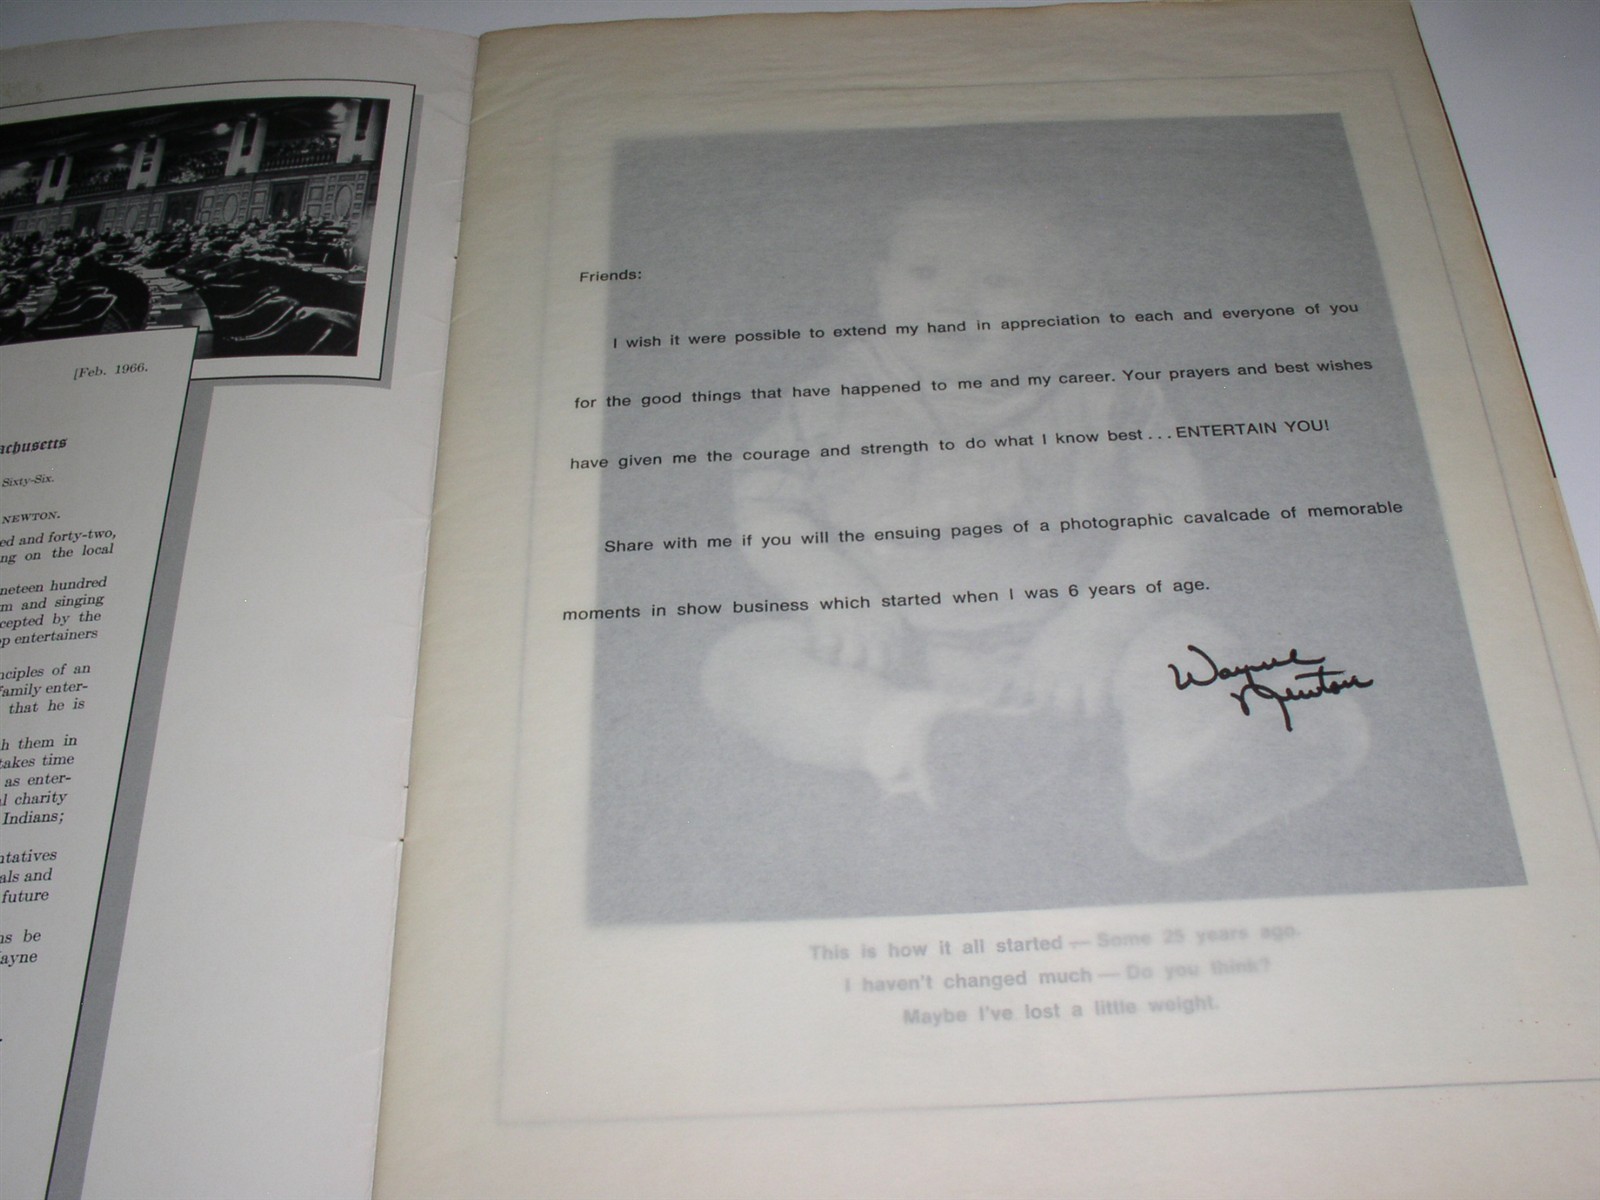 [Feb. 1966.
achusetts
Sixty-Six.
NEWTON.
ed and forty-two,
ng on the local
neteen hundred
m and singing
cepted by the
p entertainers
nciples of an
family enter-
that he is
h them in
takes time
as enter-
l charity
Indians;
ntatives
als and
future
ns be
ayne
Friends:
I wish it were possible to extend my hand in appreciation to each and everyone of you
for the good things that have happened to me and my career. Your prayers and best wishes
have given me the courage and strength to do what I know best...ENTERTAIN YOU!
Share with me if you will the ensuing pages of a photographic cavalcade of memorable
moments in show business which started when I was 6 years of age.
Wayne
Newton
This is how it all started — Some 25 years ago.
I haven't changed much — Do you think?
Maybe I've lost a little weight.